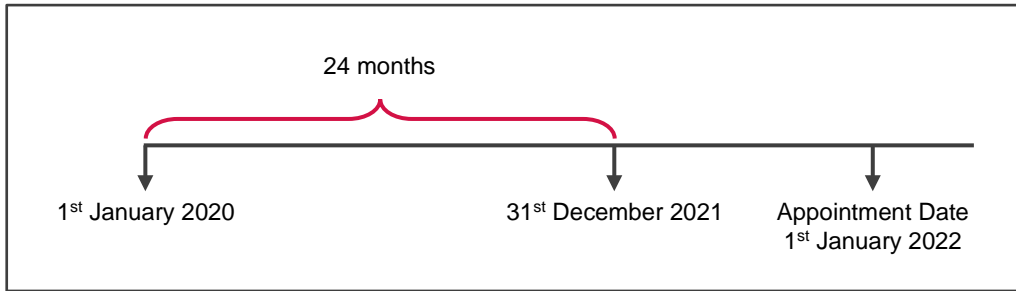 24 months
1st January 2020
31st December 2021
Appointment Date
1st January 2022